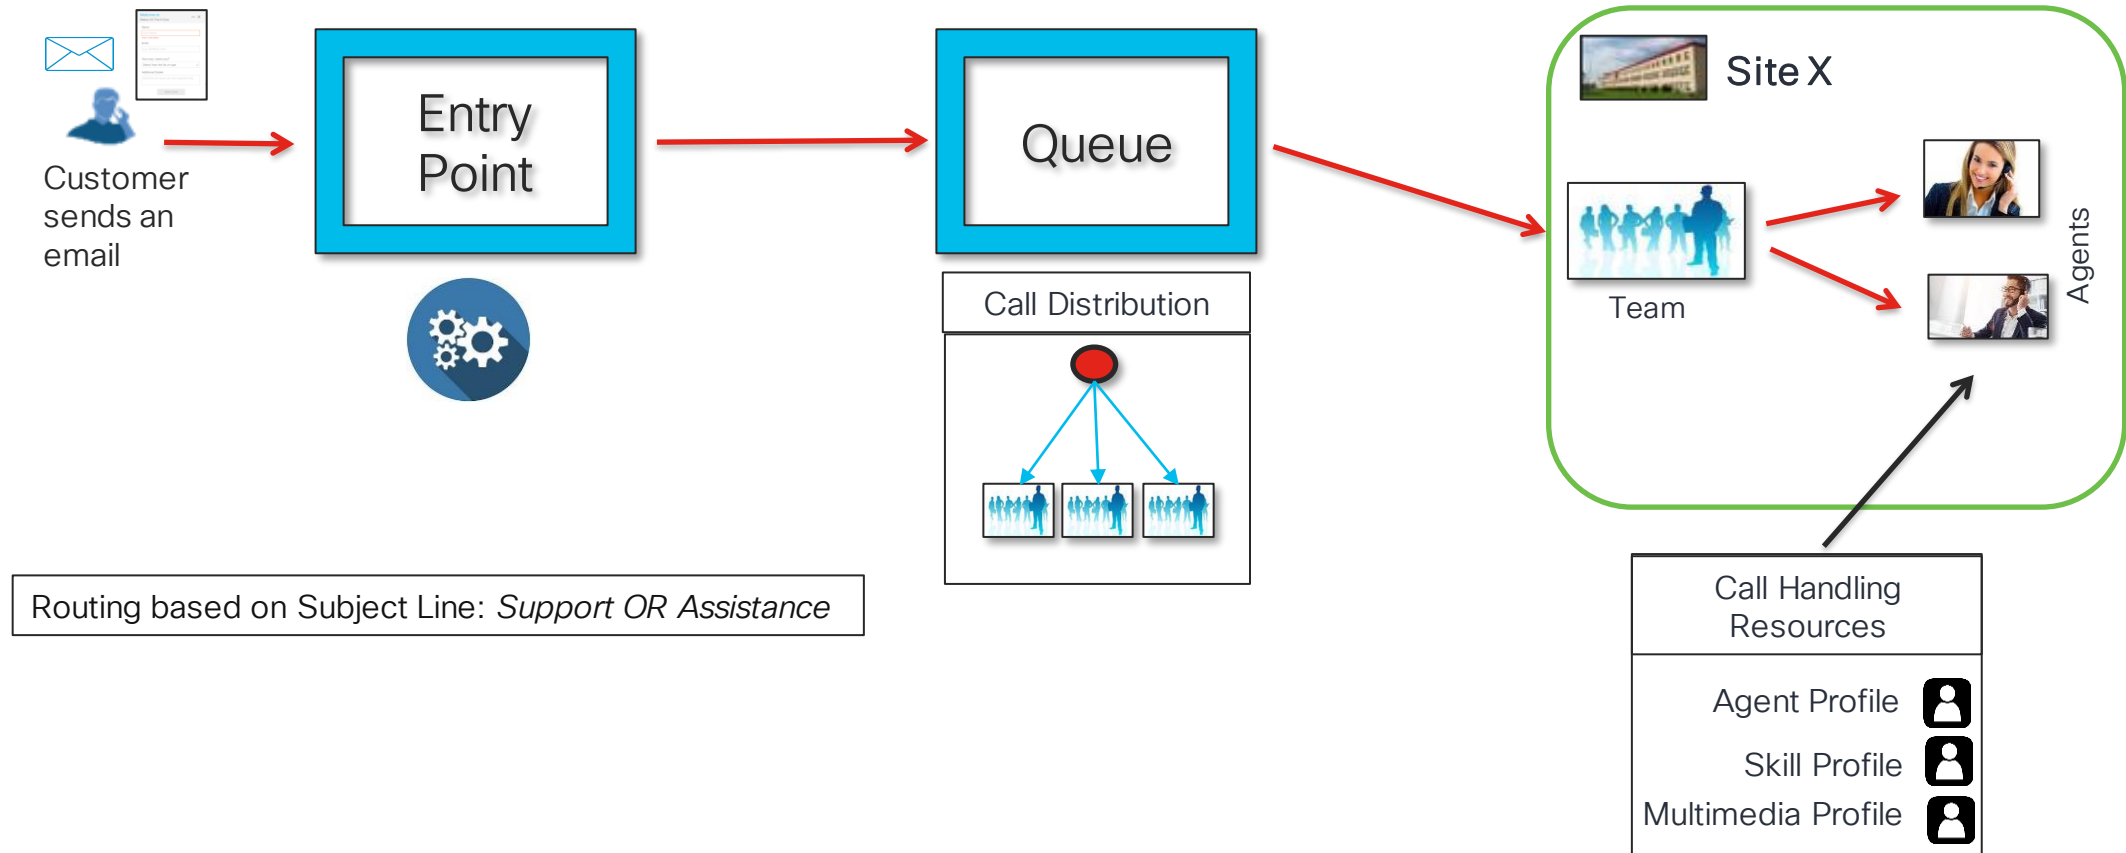 Customer
sends an
email
Entry
Point
Queue
Call Distribution
Site X
Team
Agents
Routing based on Subject Line: Support OR Assistance
Call Handling
Resources
Agent Profile
Skill Profile
Multimedia Profile